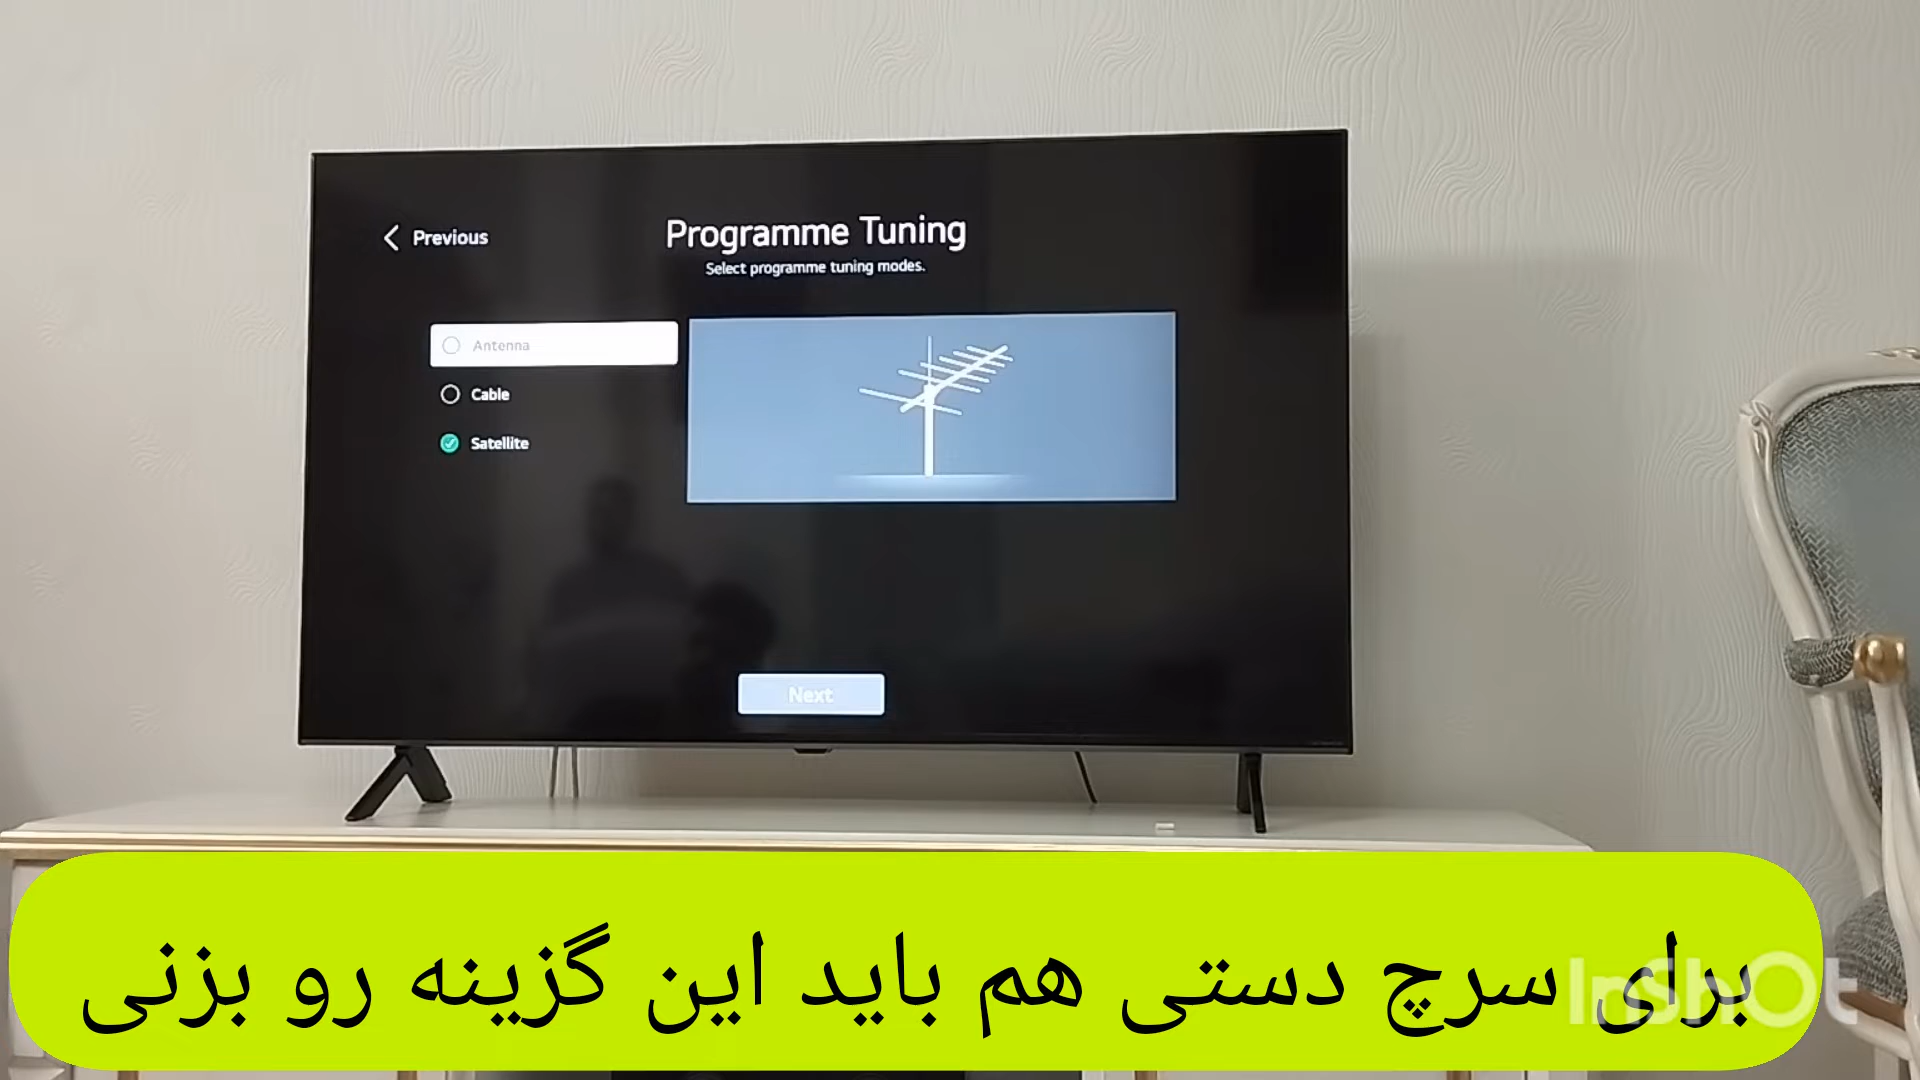 Previous
Programme Tuning
Select programme tuning modes.
Antenna
Cable
Satellite
Next
برای سرچ دستی هم باید این گزینه رو بزنی
InShOt